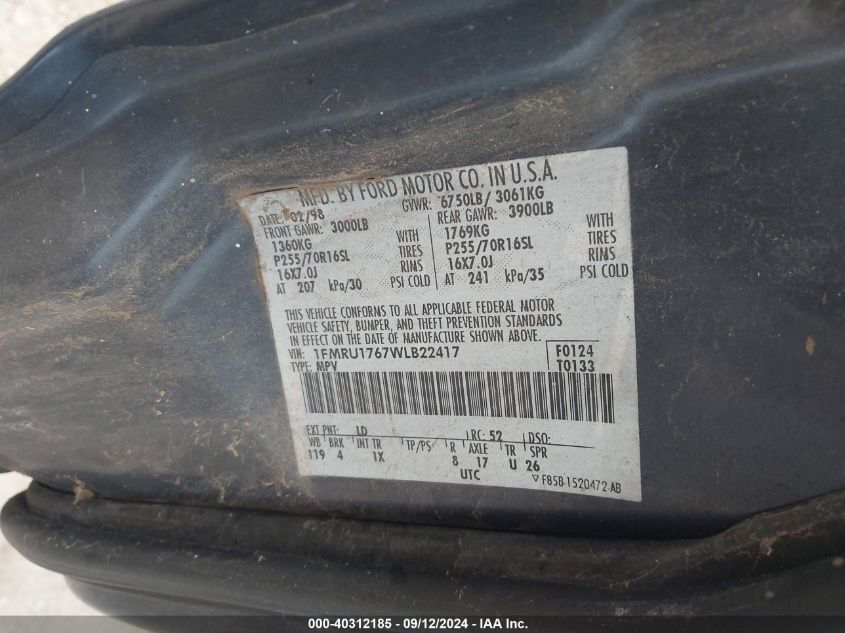 MFD. BY FORD MOTOR CO. IN U.S.A.
DATE: 02/98 GVWR: 6750LB/ 3061KG
FRONT GAWR: 3000LB REAR GAWR: 3900LB
1360KG WITH 1769KG WITH
P255/70R16SL TIRES P255/70R16SL TIRES
16X7.0J RIMS 16X7.0J RIMS
AT 207 kPa/30 PSI COLD AT 241 kPa/35 PSI COLD
THIS VEHICLE CONFORMS TO ALL APPLICABLE FEDERAL MOTOR
VEHICLE SAFETY, BUMPER, AND THEFT PREVENTION STANDARDS
IN EFFECT ON THE DATE OF MANUFACTURE SHOWN ABOVE.
VIN: 1FMRU1767WLB22417 F0124
TYPE: MPV T0133
EXT PNT: LD RC: 52 DSO:
WB BRK INT TR TP/PS R AXLE TR SPR
119 4 1X 8 17 U 26
UTC ▽ F85B-1520472-AB
000-40312185 - 09/12/2024 - IAA Inc.